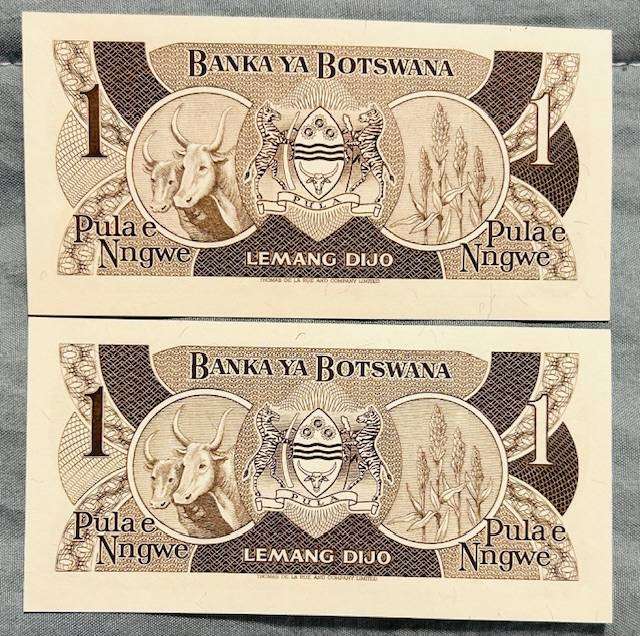 BANKA YA BOTSWANA
1
1
PULA
Pula e
Nngwe
Pula e
Nngwe
LEMANG DIJO
THOMAS DE LA RUE AND COMPANY LIMITED
BANKA YA BOTSWANA
1
1
PULA
Pula e
Nngwe
Pula e
Nngwe
LEMANG DIJO
THOMAS DE LA RUE AND COMPANY LIMITED